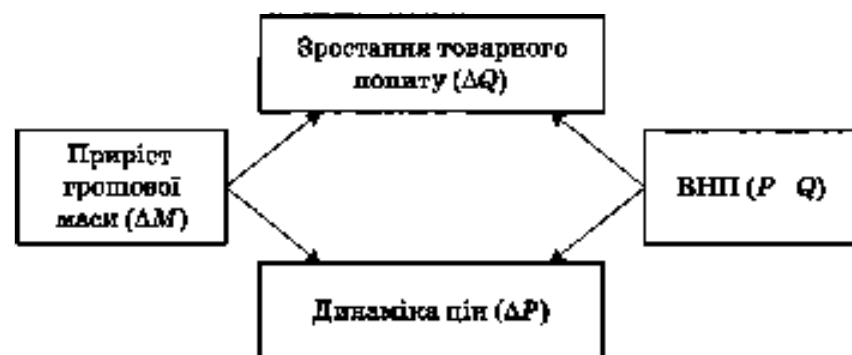 Зростання товарного
попиту (ΔQ)
Приріст
грошової
маси (ΔM)
ВНП (P Q)
Динаміка цін (ΔP)